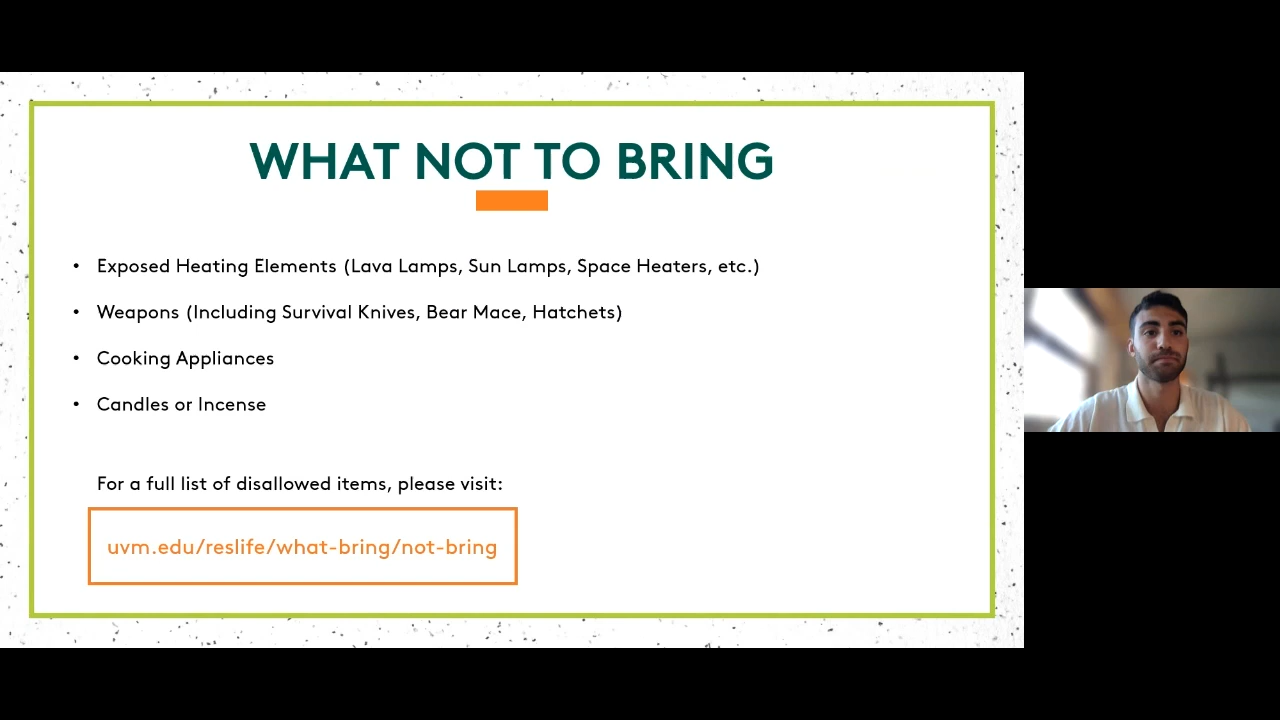 WHAT NOT TO BRING
• Exposed Heating Elements (Lava Lamps, Sun Lamps, Space Heaters, etc.)
• Weapons (Including Survival Knives, Bear Mace, Hatchets)
• Cooking Appliances
• Candles or Incense
For a full list of disallowed items, please visit:
uvm.edu/reslife/what-bring/not-bring